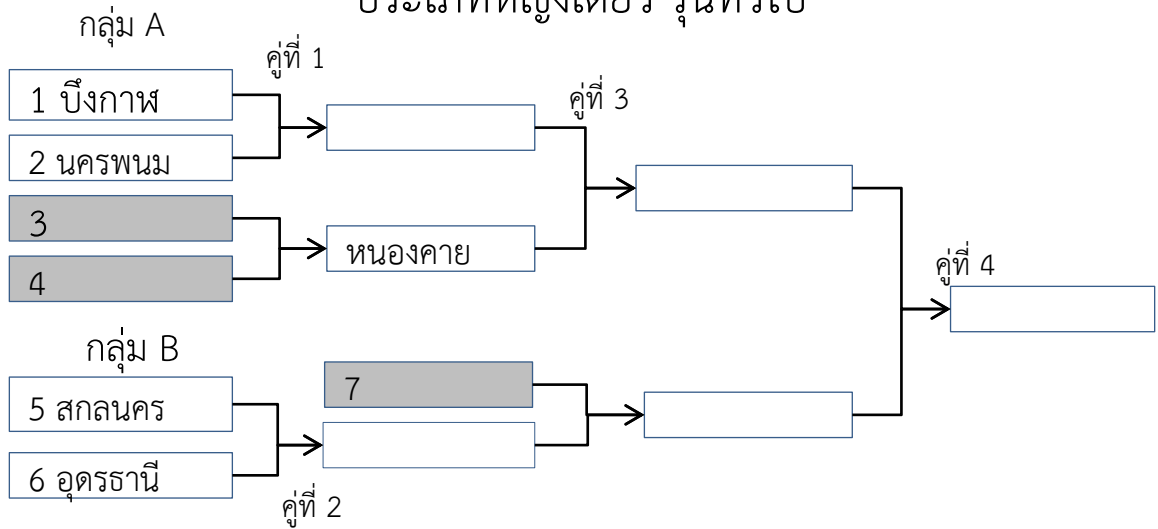 กลุ่ม A
คู่ที่ 1
1 บึงกาฬ
2 นครพนม
3
4
หนองคาย
คู่ที่ 3
คู่ที่ 4
กลุ่ม B
5 สกลนคร
6 อุดรธานี
7
คู่ที่ 2